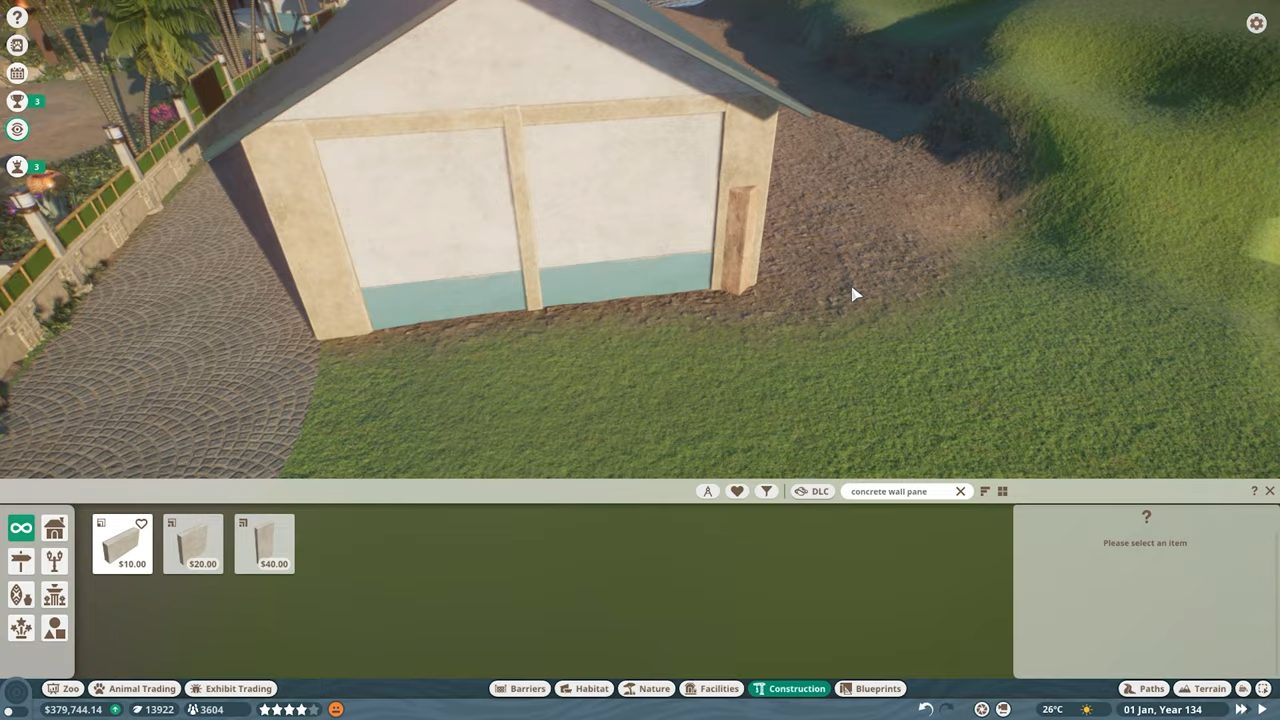 ?
3
3
DLC
concrete wall pane
?
$10.00
$20.00
$40.00
?
Please select an item
Zoo
Animal Trading
Exhibit Trading
Barriers
Habitat
Nature
Facilities
Construction
Blueprints
Paths
Terrain
$379,744.14
13922
3604
26°C
01 Jan, Year 134